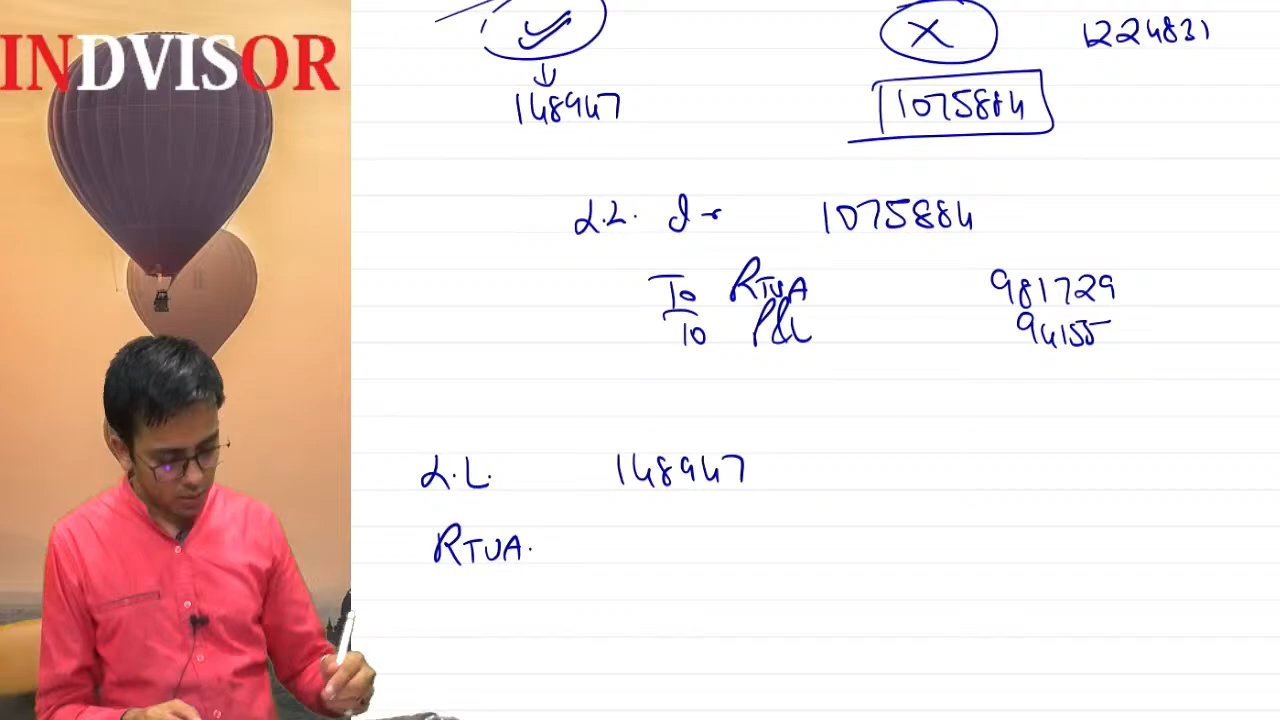 INDVISOR
1224831
148947
1075884
L.L. Dr 1075884
To RTUA 981729
To P&L 94155
L.L. 148947
RTUA.